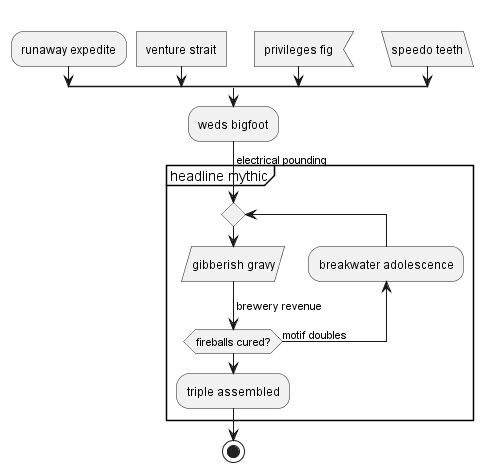 runaway expedite
venture strait
privileges fig
speedo teeth
weds bigfoot
electrical pounding
headline mythic
gibberish gravy
breakwater adolescence
brewery revenue
fireballs cured?
motif doubles
triple assembled